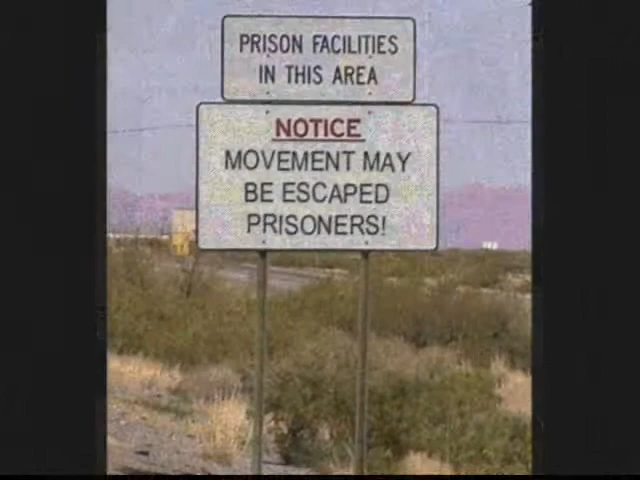 PRISON FACILITIES
IN THIS AREA
NOTICE
MOVEMENT MAY
BE ESCAPED
PRISONERS!